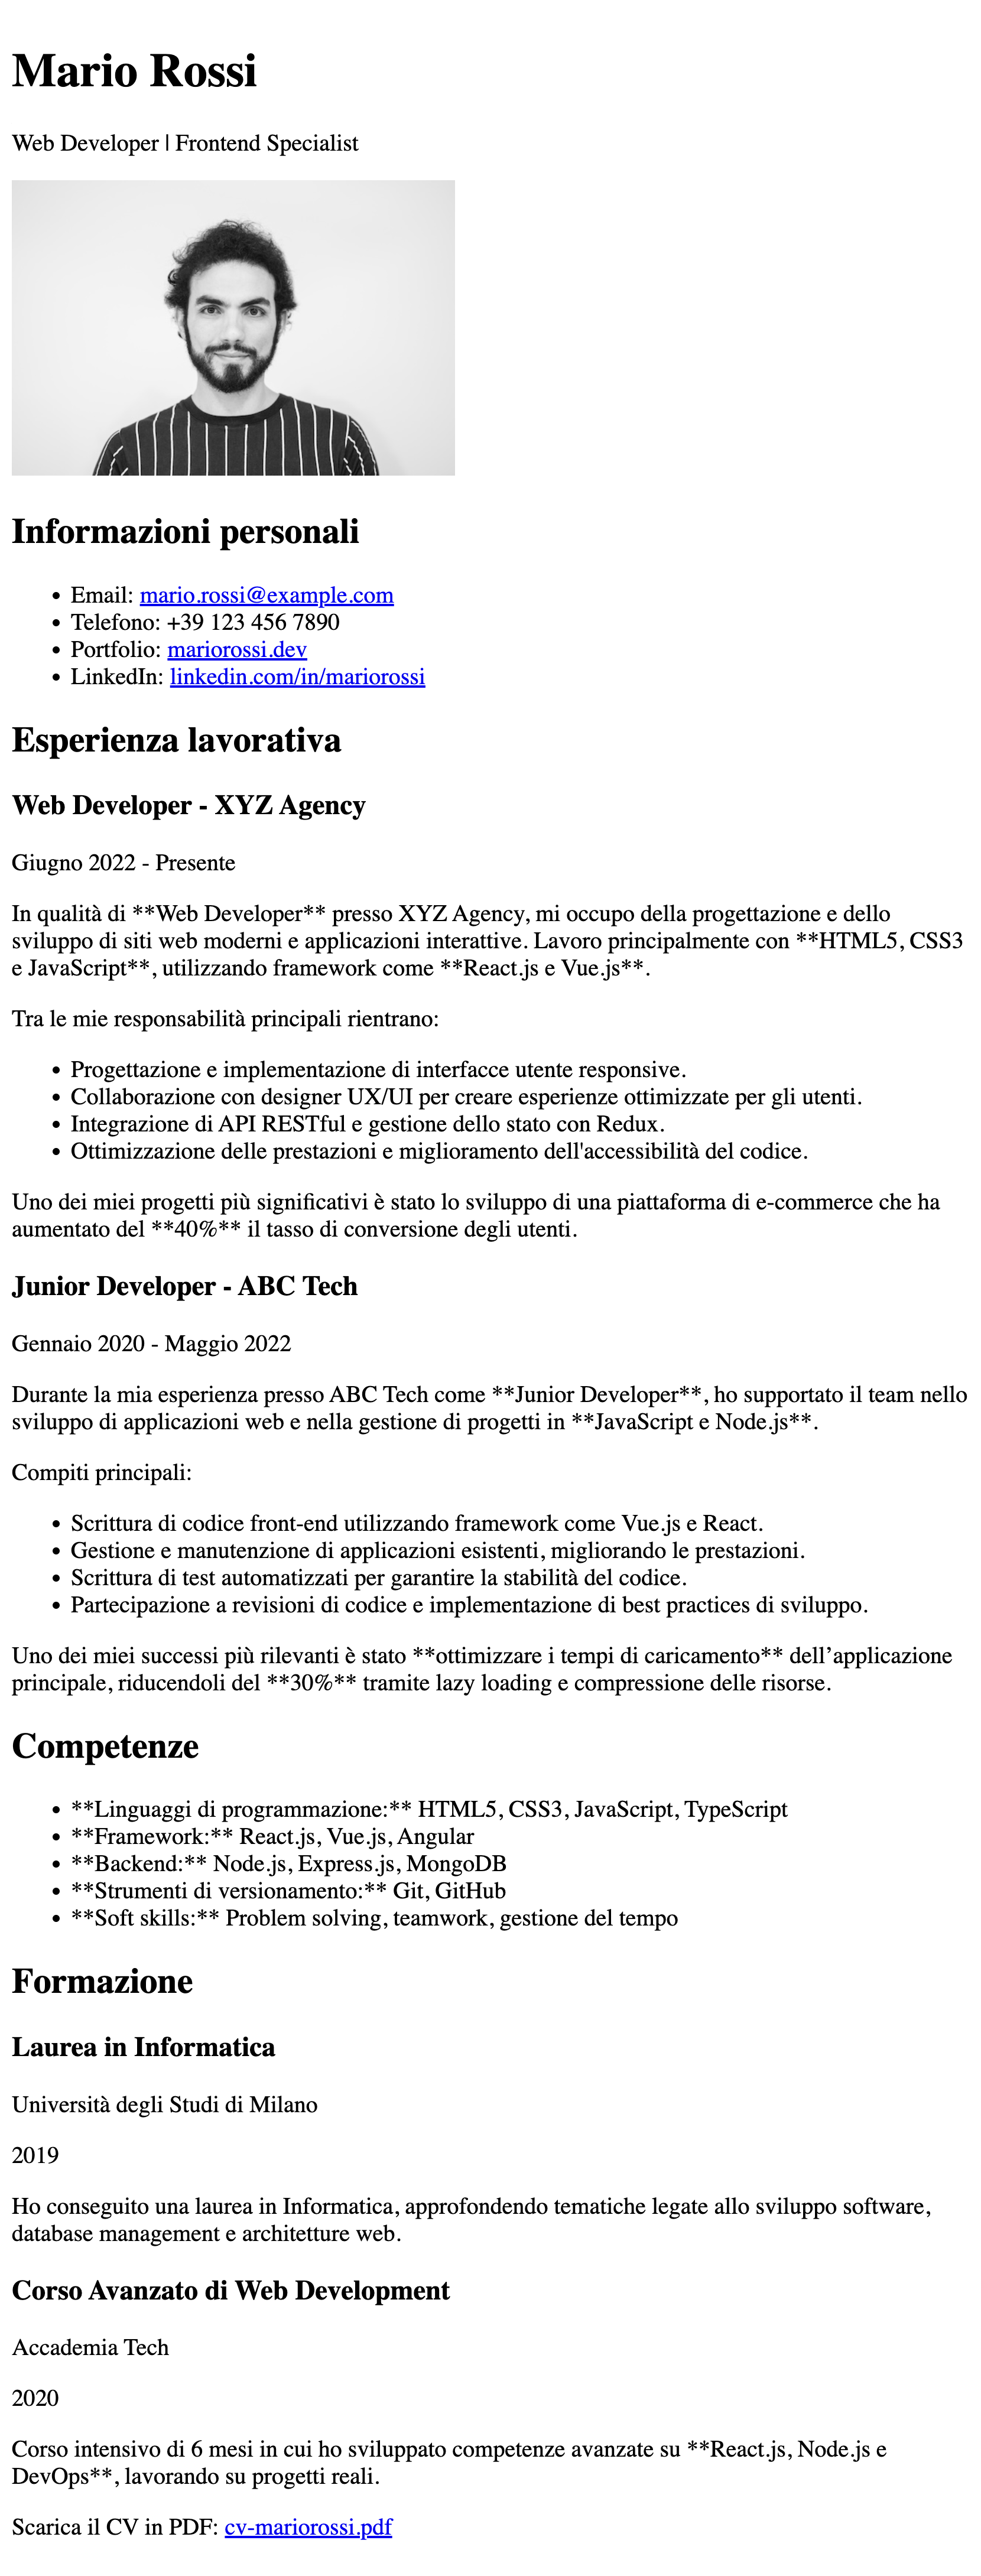 Mario Rossi
Web Developer | Frontend Specialist
Informazioni personali
• Email: mario.rossi@example.com
• Telefono: +39 123 456 7890
• Portfolio: mariorossi.dev
• LinkedIn: linkedin.com/in/mariorossi
Esperienza lavorativa
Web Developer - XYZ Agency
Giugno 2022 - Presente
In qualità di **Web Developer** presso XYZ Agency, mi occupo della progettazione e dello
sviluppo di siti web moderni e applicazioni interattive. Lavoro principalmente con **HTML5, CSS3
e JavaScript**, utilizzando framework come **React.js e Vue.js**.
Tra le mie responsabilità principali rientrano:
• Progettazione e implementazione di interfacce utente responsive.
• Collaborazione con designer UX/UI per creare esperienze ottimizzate per gli utenti.
• Integrazione di API RESTful e gestione dello stato con Redux.
• Ottimizzazione delle prestazioni e miglioramento dell'accessibilità del codice.
Uno dei miei progetti più significativi è stato lo sviluppo di una piattaforma di e-commerce che ha
aumentato del **40%** il tasso di conversione degli utenti.
Junior Developer - ABC Tech
Gennaio 2020 - Maggio 2022
Durante la mia esperienza presso ABC Tech come **Junior Developer**, ho supportato il team nello
sviluppo di applicazioni web e nella gestione di progetti in **JavaScript e Node.js**.
Compiti principali:
• Scrittura di codice front-end utilizzando framework come Vue.js e React.
• Gestione e manutenzione di applicazioni esistenti, migliorando le prestazioni.
• Scrittura di test automatizzati per garantire la stabilità del codice.
• Partecipazione a revisioni di codice e implementazione di best practices di sviluppo.
Uno dei miei successi più rilevanti è stato **ottimizzare i tempi di caricamento** dell’applicazione
principale, riducendoli del **30%** tramite lazy loading e compressione delle risorse.
Competenze
• **Linguaggi di programmazione:** HTML5, CSS3, JavaScript, TypeScript
• **Framework:** React.js, Vue.js, Angular
• **Backend:** Node.js, Express.js, MongoDB
• **Strumenti di versionamento:** Git, GitHub
• **Soft skills:** Problem solving, teamwork, gestione del tempo
Formazione
Laurea in Informatica
Università degli Studi di Milano
2019
Ho conseguito una laurea in Informatica, approfondendo tematiche legate allo sviluppo software,
database management e architetture web.
Corso Avanzato di Web Development
Accademia Tech
2020
Corso intensivo di 6 mesi in cui ho sviluppato competenze avanzate su **React.js, Node.js e
DevOps**, lavorando su progetti reali.
Scarica il CV in PDF: cv-mariorossi.pdf